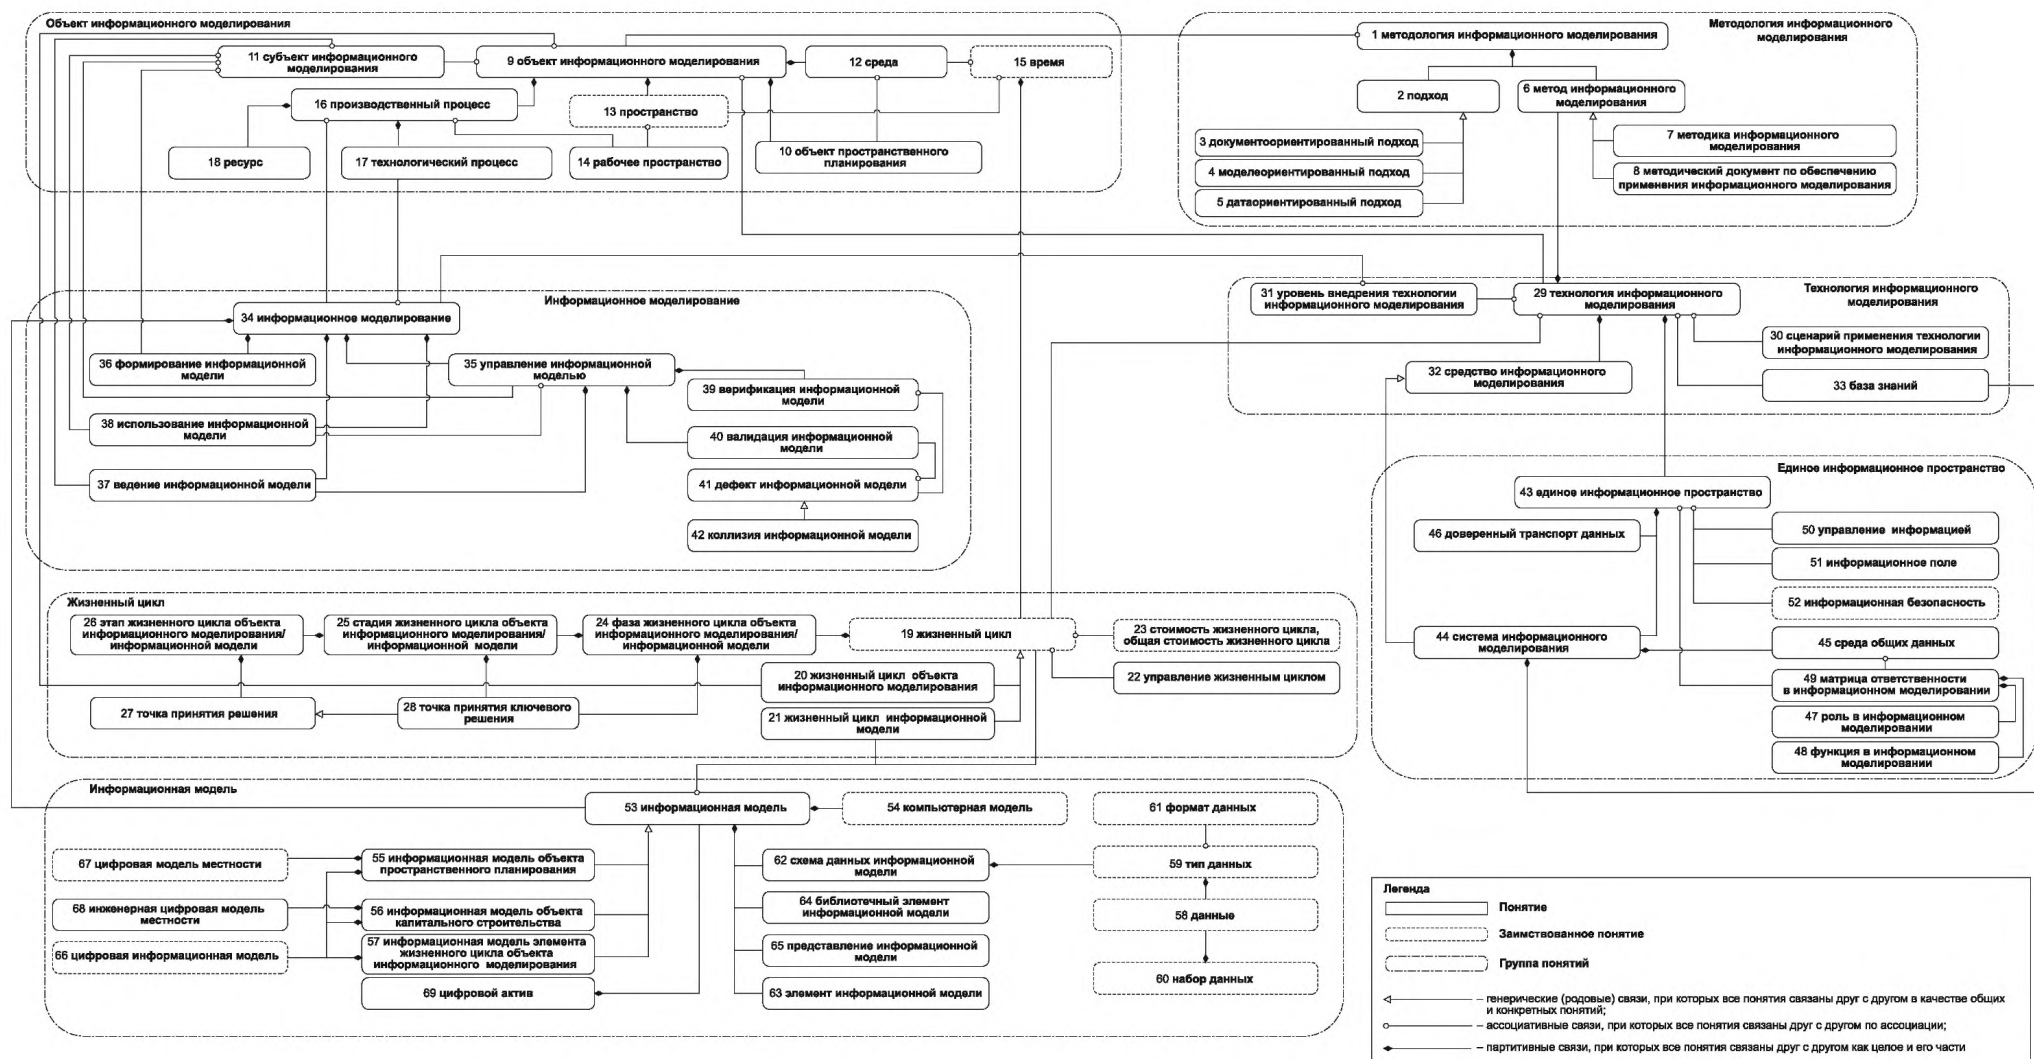 Объект информационного моделирования
11 субъект информационного
моделирования
9 объект информационного моделирования
12 среда
15 время
16 производственный процесс
13 пространство
18 ресурс
17 технологический процесс
14 рабочее пространство
10 объект пространственного
планирования
Методология информационного
моделирования
1 методология информационного моделирования
2 подход
6 метод информационного
моделирования
3 документоориентированный подход
4 моделеориентированный подход
5 датаориентированный подход
7 методика информационного
моделирования
8 методический документ по обеспечению
применения информационного моделирования
Информационное моделирование
34 информационное моделирование
36 формирование информационной
модели
35 управление информационной
моделью
39 верификация информационной
модели
38 использование информационной
модели
40 валидация информационной
модели
37 ведение информационной модели
41 дефект информационной модели
42 коллизия информационной модели
Технология информационного
моделирования
31 уровень внедрения технологии
информационного моделирования
29 технология информационного
моделирования
30 сценарий применения технологии
информационного моделирования
32 средство информационного
моделирования
33 база знаний
Единое информационное пространство
43 единое информационное пространство
46 доверенный транспорт данных
50 управление информацией
51 информационное поле
52 информационная безопасность
44 система информационного
моделирования
45 среда общих данных
49 матрица ответственности
в информационном моделировании
47 роль в информационном
моделировании
48 функция в информационном
моделировании
Жизненный цикл
26 этап жизненного цикла объекта
информационного моделирования/
информационной модели
25 стадия жизненного цикла объекта
информационного моделирования/
информационной модели
24 фаза жизненного цикла объекта
информационного моделирования/
информационной модели
19 жизненный цикл
23 стоимость жизненного цикла,
общая стоимость жизненного цикла
20 жизненный цикл объекта
информационного моделирования
22 управление жизненным циклом
27 точка принятия решения
28 точка принятия ключевого
решения
21 жизненный цикл информационной
модели
Информационная модель
53 информационная модель
54 компьютерная модель
61 формат данных
67 цифровая модель местности
55 информационная модель объекта
пространственного планирования
62 схема данных информационной
модели
59 тип данных
68 инженерная цифровая модель
местности
56 информационная модель объекта
капитального строительства
64 библиотечный элемент
информационной модели
58 данные
66 цифровая информационная модель
57 информационная модель элемента
жизненного цикла объекта
информационного моделирования
65 представление информационной
модели
60 набор данных
69 цифровой актив
63 элемент информационной модели
Легенда
Понятие
Заимствованное понятие
Группа понятий
– генерические (родовые) связи, при которых все понятия связаны друг с другом в качестве общих
и конкретных понятий;
– ассоциативные связи, при которых все понятия связаны друг с другом по ассоциации;
– партитивные связи, при которых все понятия связаны друг с другом как целое и его части